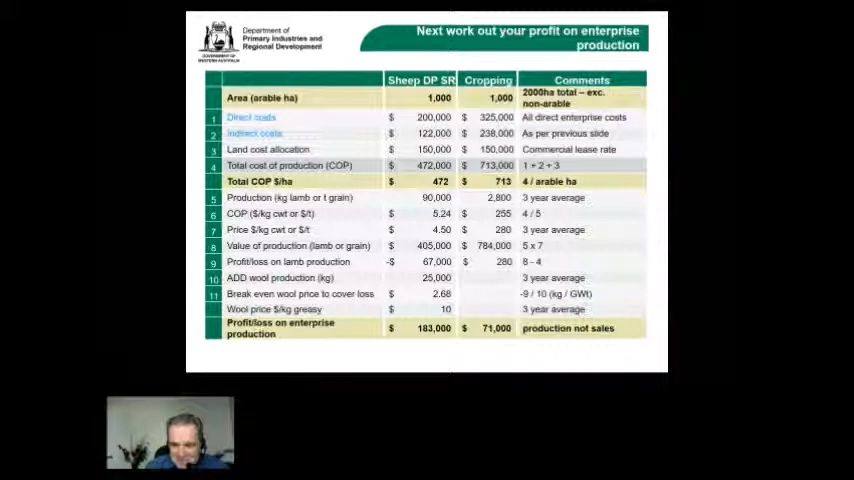 Department of
Primary Industries and
Regional Development
GOVERNMENT OF
WESTERN AUSTRALIA
Next work out your profit on enterprise
production
Sheep DP SR Cropping Comments
Area (arable ha) 1,000 1,000 2000ha total – exc.
non-arable
1 Direct costs $ 200,000 $ 325,000 All direct enterprise costs
2 Indirect costs $ 122,000 $ 238,000 As per previous slide
3 Land cost allocation $ 150,000 $ 150,000 Commercial lease rate
4 Total cost of production (COP) $ 472,000 $ 713,000 1 + 2 + 3
Total COP $/ha $ 472 $ 713 4 / arable ha
5 Production (kg lamb or t grain) 90,000 2,800 3 year average
6 COP ($/kg cwt or $/t) $ 5.24 $ 255 4 / 5
7 Price $/kg cwt or $/t $ 4.50 $ 280 3 year average
8 Value of production (lamb or grain) $ 405,000 $ 784,000 5 x 7
9 Profit/loss on lamb production -$ 67,000 $ 280 8 – 4
10 ADD wool production (kg) 25,000 3 year average
11 Break even wool price to cover loss $ 2.68 -9 / 10 (kg / GWt)
Wool price $/kg greasy $ 10 3 year average
Profit/loss on enterprise
production $ 183,000 $ 71,000 production not sales